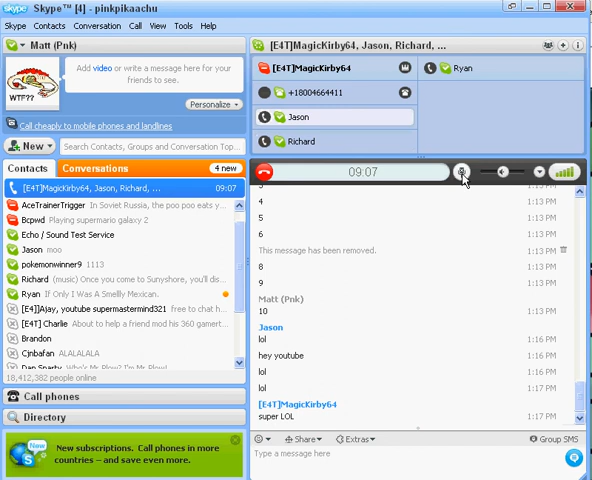 skype Skype™ [4] - pinkpikaachu
Skype Contacts Conversation Call View Tools Help
Matt (Pnk)
WTF??
Add video or write a message here for your
friends to see.
Personalize
Call cheaply to mobile phones and landlines
New
Search Contacts, Groups and Conversation Top...
Contacts Conversations 4 new
[E4T]MagicKirby64, Jason, Richard, ... 09:07
AceTrainerTrigger In Soviet Russia, the poo poo eats y...
Bcpwd Playing supermario galaxy 2
Echo / Sound Test Service
Jason moo
pokemonwinner9 1113
Richard (music) Once you come to Sunyshore, you'll dis...
Ryan If Only I Was A Smellly Mexican.
[E4]]Ajay, youtube supermastermind321 free to chat h...
[E4T] Charlie About to help a friend mod his 360 gamert...
Brandon
Cjnbafan ALALALALA
Dan Sparty Who's Mr. Plow? I'm Mr. Plow!
18,412,382 people online
Call phones
Directory
New
New subscriptions. Call phones in more
countries – and save even more.
[E4T]MagicKirby64, Jason, Richard, ...
[E4T]MagicKirby64
Ryan
+18004664411
Jason
Richard
09:07
3 1:13 PM
4 1:13 PM
5 1:13 PM
6 1:13 PM
This message has been removed. 1:13 PM
8 1:13 PM
9 1:13 PM
Matt (Pnk)
10 1:13 PM
Jason
lol 1:16 PM
hey youtube 1:16 PM
lol 1:16 PM
lol 1:17 PM
[E4T]MagicKirby64
super LOL 1:17 PM
Share Extras Group SMS
Type a message here